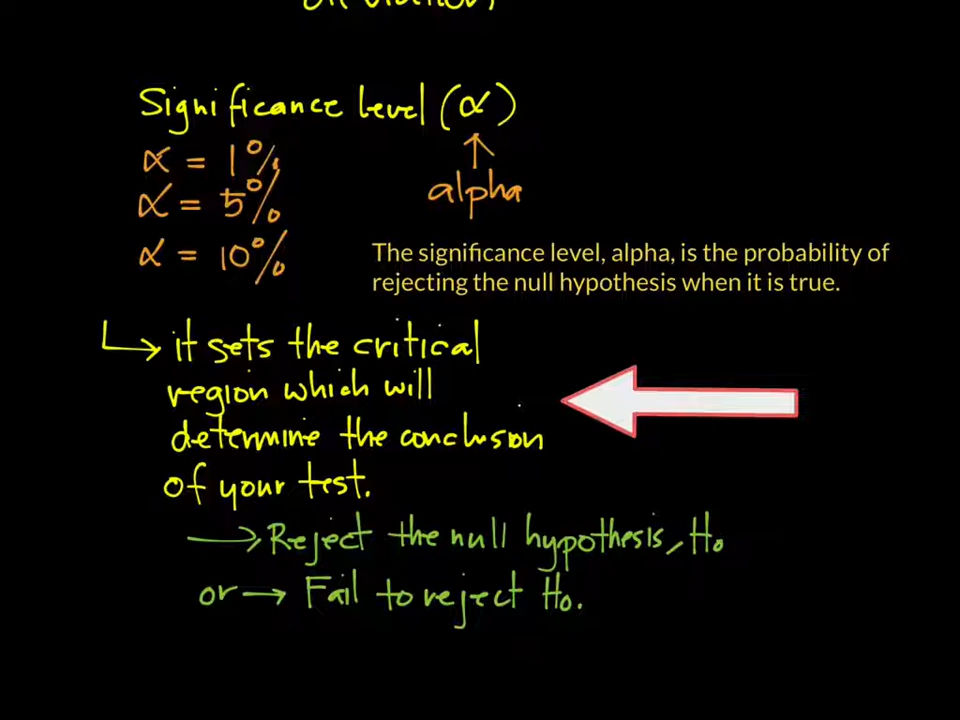 Significance level (α)
α = 1%
α = 5%
alpha
α = 10%
The significance level, alpha, is the probability of
rejecting the null hypothesis when it is true.
it sets the critical
region which will
determine the conclusion
of your test.
→ Reject the null hypothesis, Ho
or → Fail to reject Ho.